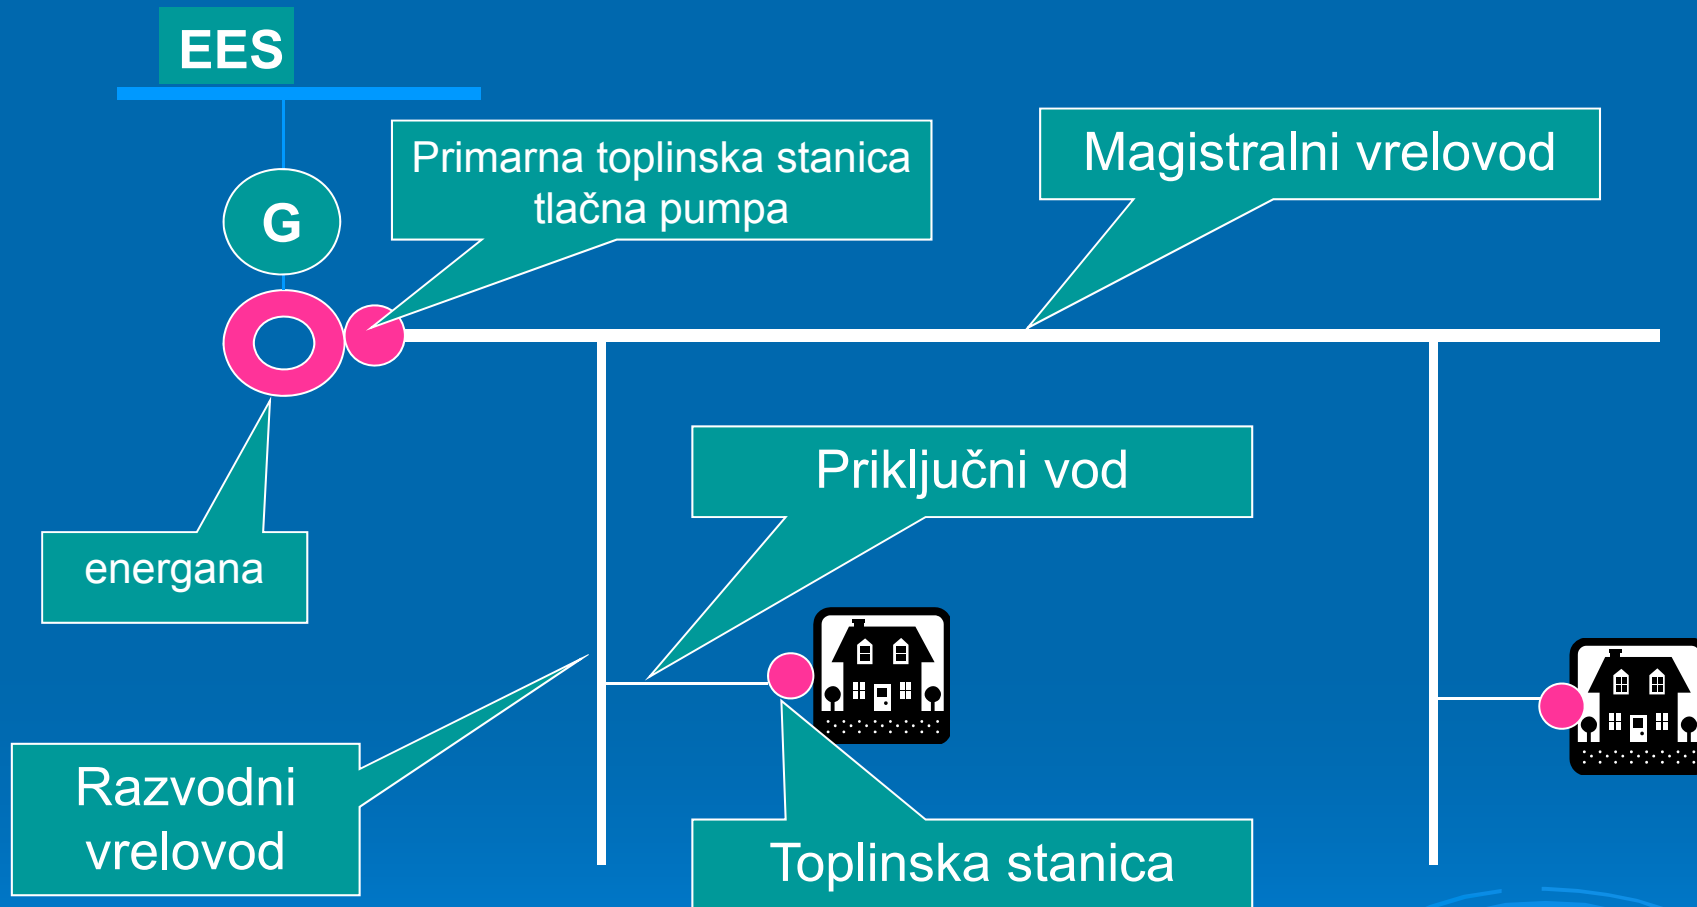 EES
Primarna toplinska stanica
tlačna pumpa
Magistralni vrelovod
G
Priključni vod
energana
Razvodni
vrelovod
Toplinska stanica